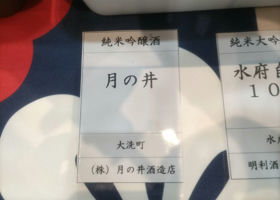 純米吟醸酒
月の井
大洗町
(株)月の井酒造店
純米大吟
水府自
１０
水
明利酒